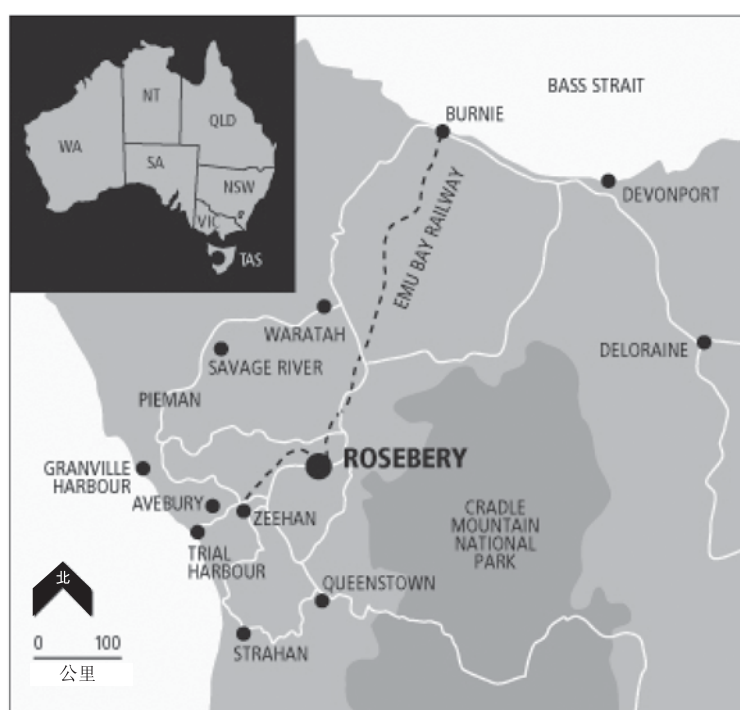 NT
QLD
WA
SA
NSW
VIC
TAS
BASS STRAIT
BURNIE
DEVONPORT
EMU BAY RAILWAY
WARATAH
DELORAINE
SAVAGE RIVER
PIEMAN
ROSEBERY
GRANVILLE
HARBOUR
AVEBURY
ZEEHAN
CRADLE
MOUNTAIN
NATIONAL
PARK
TRIAL
HARBOUR
QUEENSTOWN
STRAHAN
北
0 100
公里